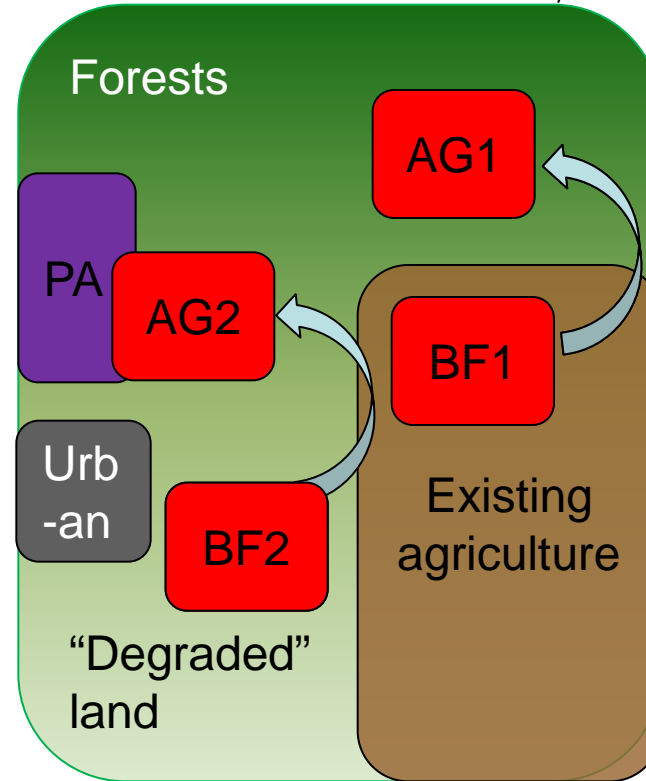 Forests
AG1
PA
AG2
BF1
Urb
-an
BF2
Existing
agriculture
“Degraded”
land